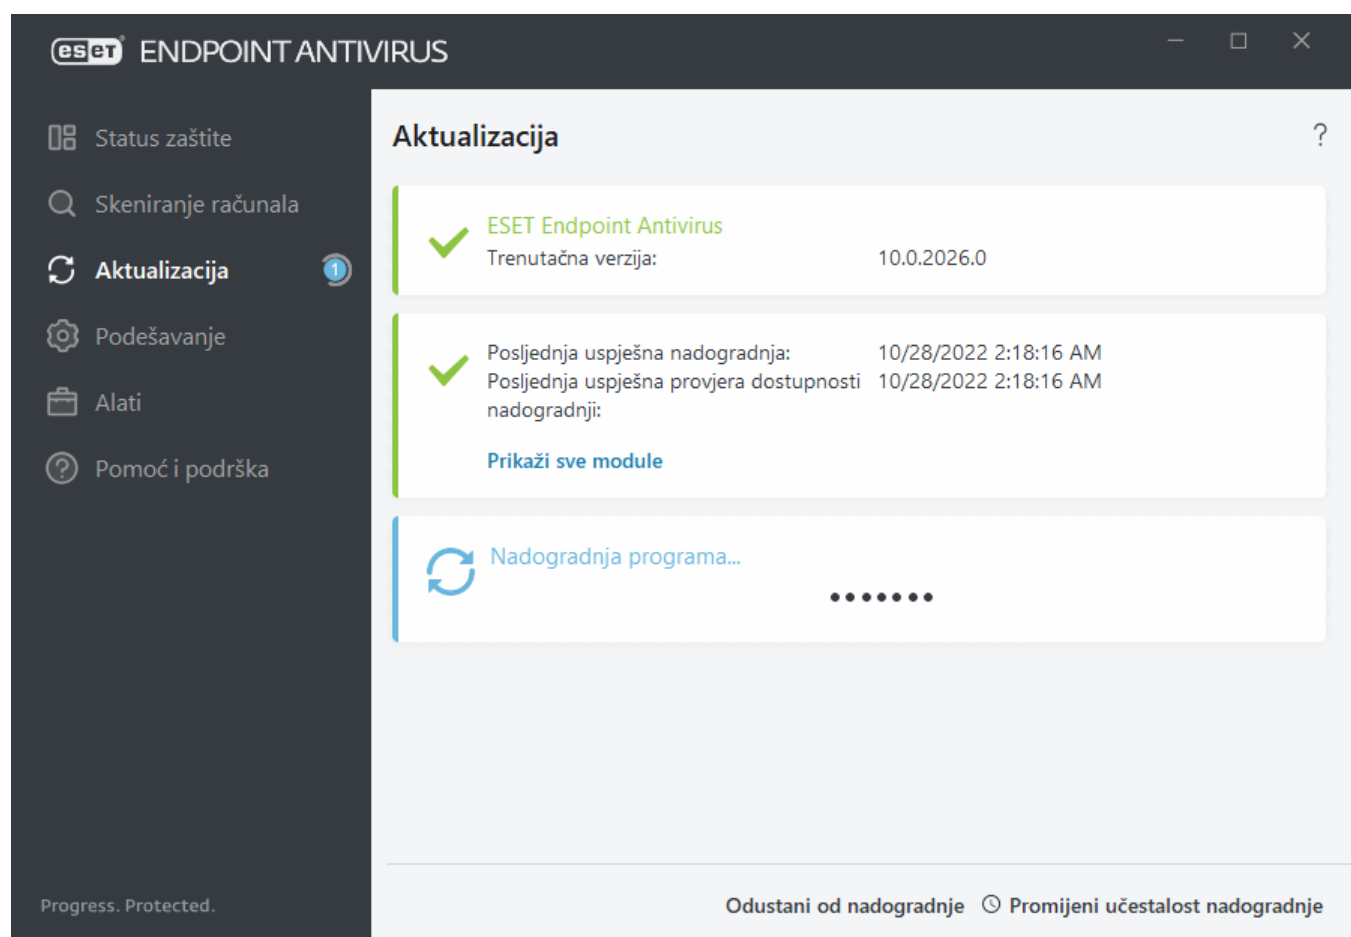 eset ENDPOINT ANTIVIRUS
Status zaštite
Skeniranje računala
Aktualizacija 1
Podešavanje
Alati
Pomoć i podrška
Progress. Protected.
Aktualizacija ?
ESET Endpoint Antivirus
Trenutačna verzija: 10.0.2026.0
Posljednja uspješna nadogradnja: 10/28/2022 2:18:16 AM
Posljednja uspješna provjera dostupnosti 10/28/2022 2:18:16 AM
nadogradnji:
Prikaži sve module
Nadogradnja programa...
Odustani od nadogradnje Promijeni učestalost nadogradnje